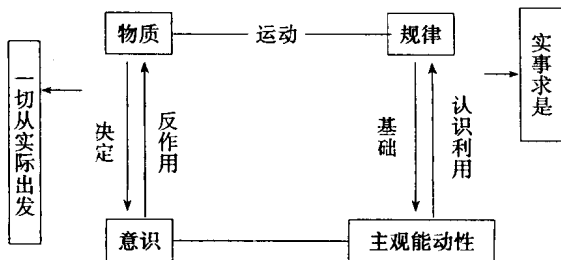 物质
运动
规律
一切从实际出发
决定
反作用
基础
认识利用
实事求是
意识
主观能动性